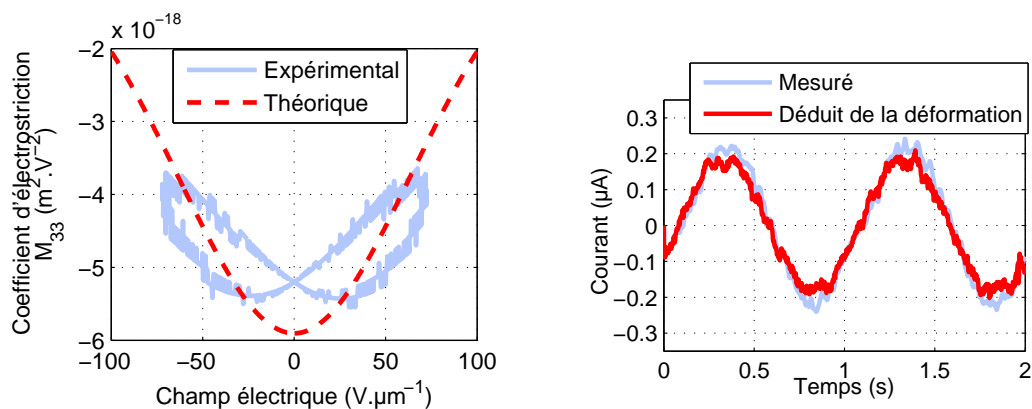 x 10−18
−2
−3
−4
−5
−6
−100
−50
0
50
100
Coefficient d'électrostriction
M33 (m2.V−2)
Champ électrique (V.µm−1)
Expérimental
Théorique
Mesuré
Déduit de la déformation
0.3
0.2
0.1
0
−0.1
−0.2
−0.3
0
0.5
1
1.5
2
Courant (µA)
Temps (s)